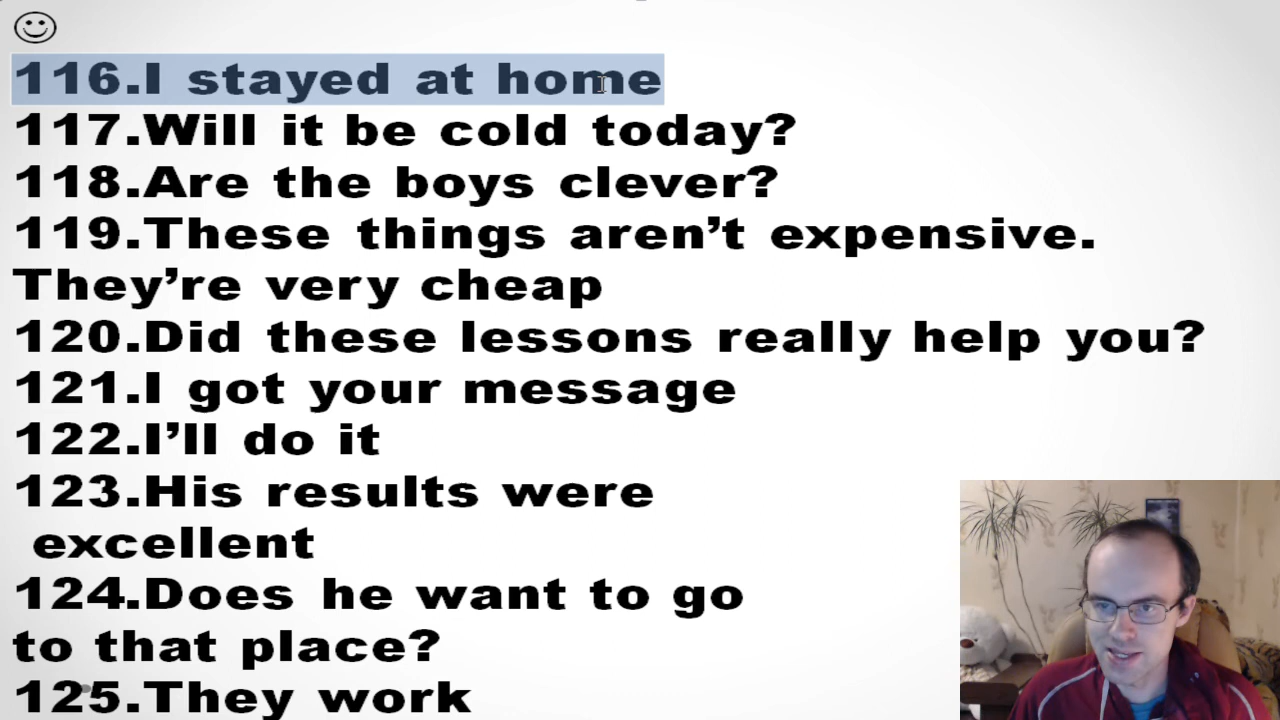 116.I stayed at home
117.Will it be cold today?
118.Are the boys clever?
119.These things aren’t expensive.
They’re very cheap
120.Did these lessons really help you?
121.I got your message
122.I’ll do it
123.His results were
excellent
124.Does he want to go
to that place?
125.They work